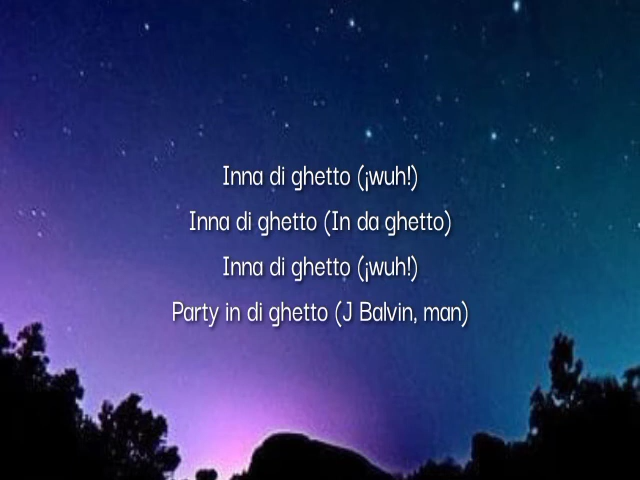 Inna di ghetto (¡wuh!)
Inna di ghetto (In da ghetto)
Inna di ghetto (¡wuh!)
Party in di ghetto (J Balvin, man)